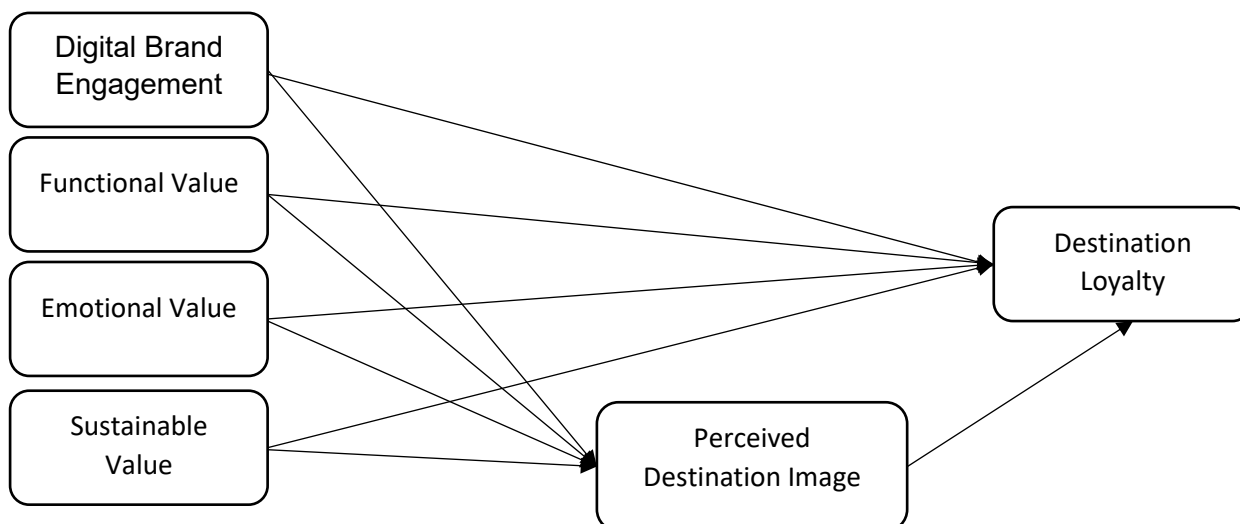 Digital Brand
Engagement
Functional Value
Emotional Value
Sustainable
Value
Perceived
Destination Image
Destination
Loyalty